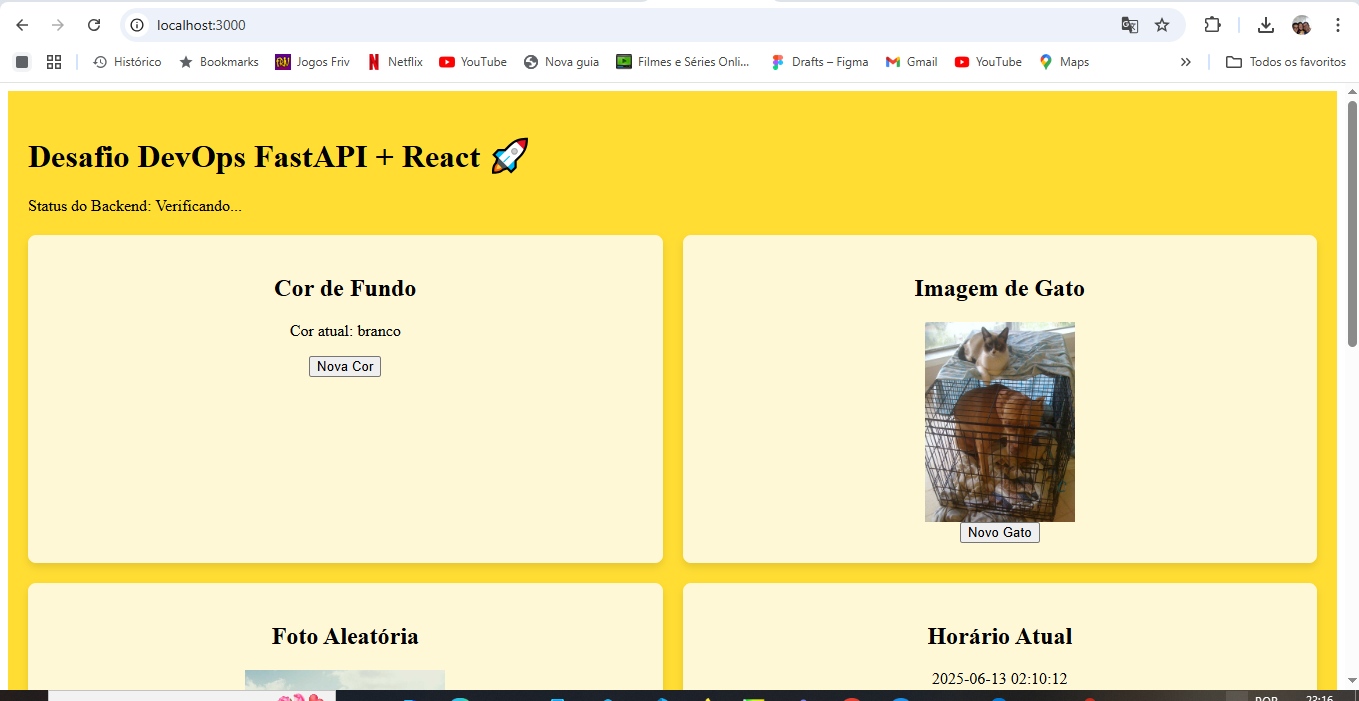 localhost:3000
Histórico Bookmarks Jogos Friv Netflix YouTube Nova guia Filmes e Séries Onli... Drafts – Figma Gmail YouTube Maps » Todos os favoritos
Desafio DevOps FastAPI + React 🚀
Status do Backend: Verificando...
Cor de Fundo
Cor atual: branco
Nova Cor
Imagem de Gato
Novo Gato
Foto Aleatória
Horário Atual
2025-06-13 02:10:12